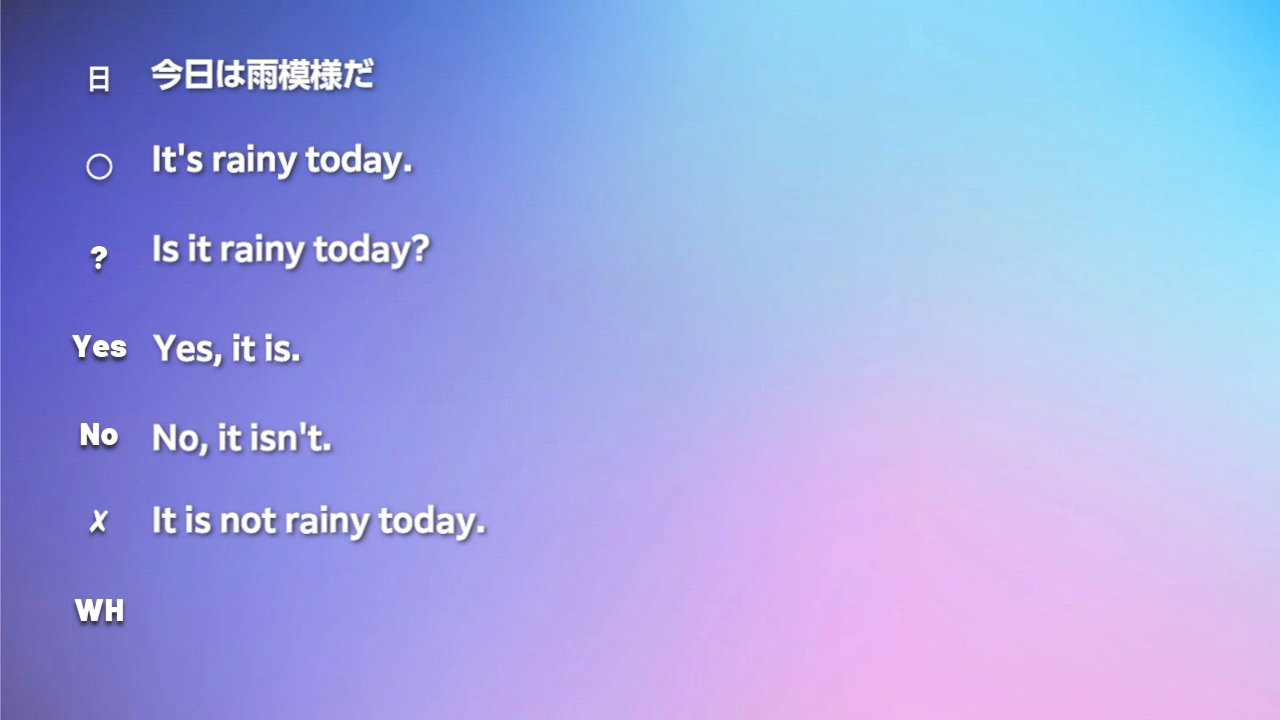 日 今日は雨模様だ
○ It's rainy today.
? Is it rainy today?
Yes Yes, it is.
No No, it isn't.
✗ It is not rainy today.
WH